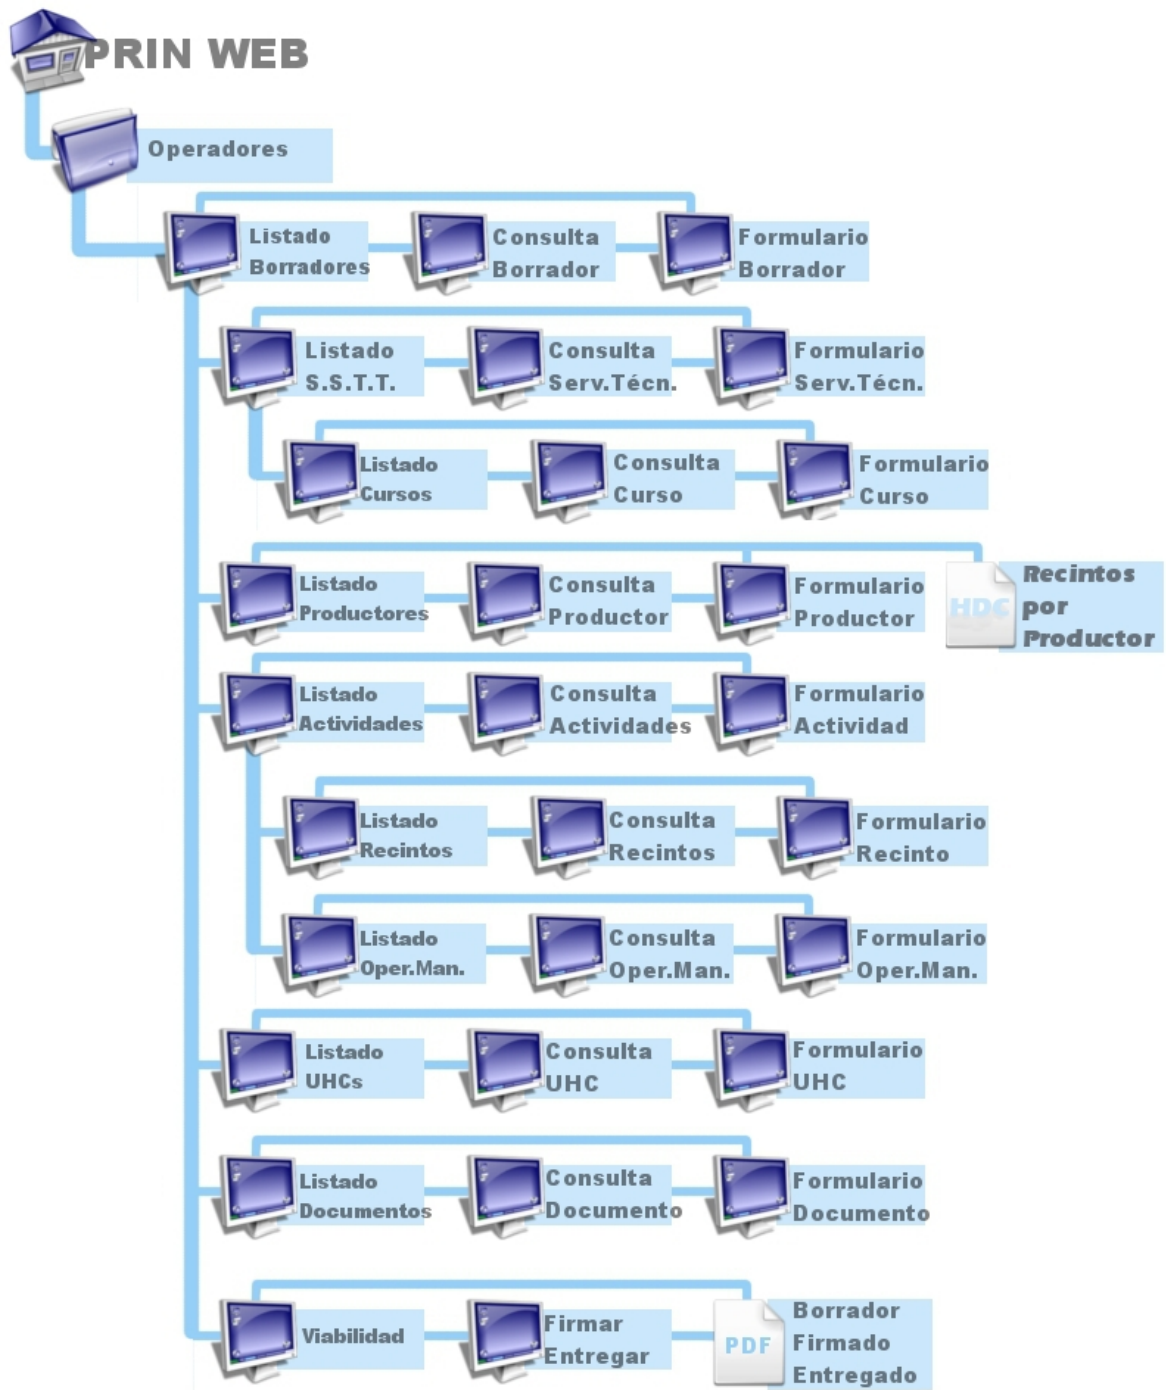 PRIN WEB
Operadores
Listado
Borradores
Consulta
Borrador
Formulario
Borrador
Listado
S.S.T.T.
Consulta
Serv.Técn.
Formulario
Serv.Técn.
Listado
Cursos
Consulta
Curso
Formulario
Curso
Listado
Productores
Consulta
Productor
Formulario
Productor
HDC
Recintos
por
Productor
Listado
Actividades
Consulta
Actividades
Formulario
Actividad
Listado
Recintos
Consulta
Recintos
Formulario
Recinto
Listado
Oper.Man.
Consulta
Oper.Man.
Formulario
Oper.Man.
Listado
UHCs
Consulta
UHC
Formulario
UHC
Listado
Documentos
Consulta
Documento
Formulario
Documento
Viabilidad
Firmar
Entregar
PDF
Borrador
Firmado
Entregado